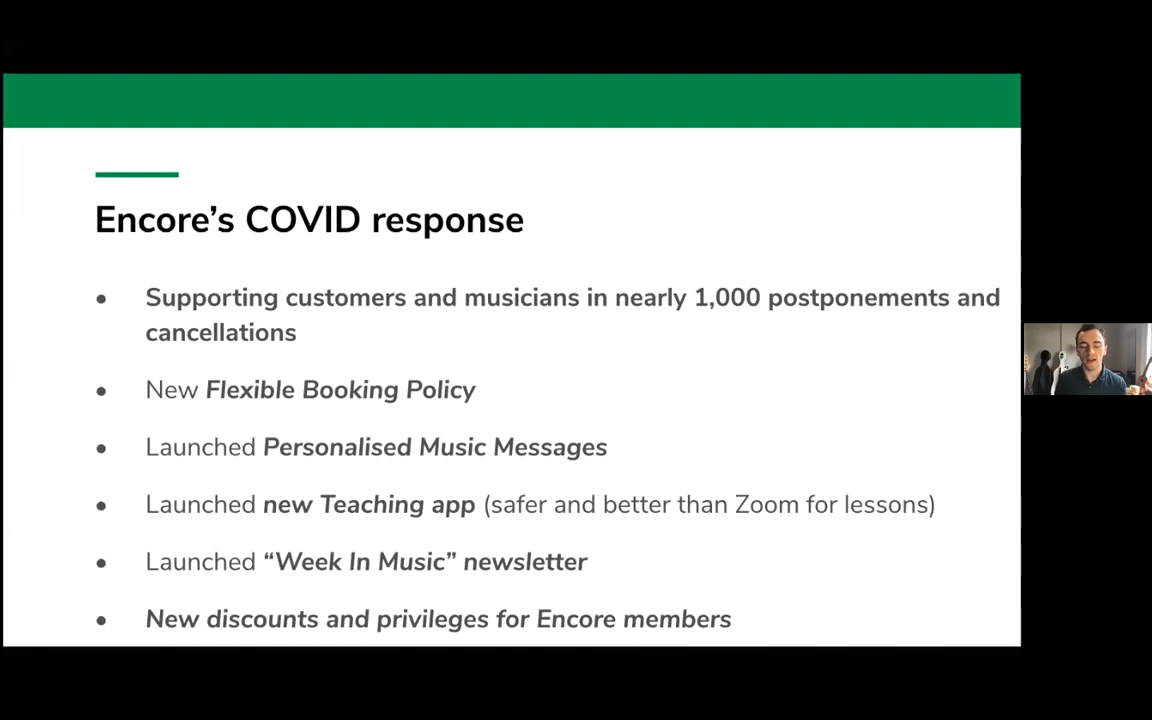 Encore’s COVID response
● Supporting customers and musicians in nearly 1,000 postponements and
cancellations
● New Flexible Booking Policy
● Launched Personalised Music Messages
● Launched new Teaching app (safer and better than Zoom for lessons)
● Launched “Week In Music” newsletter
● New discounts and privileges for Encore members